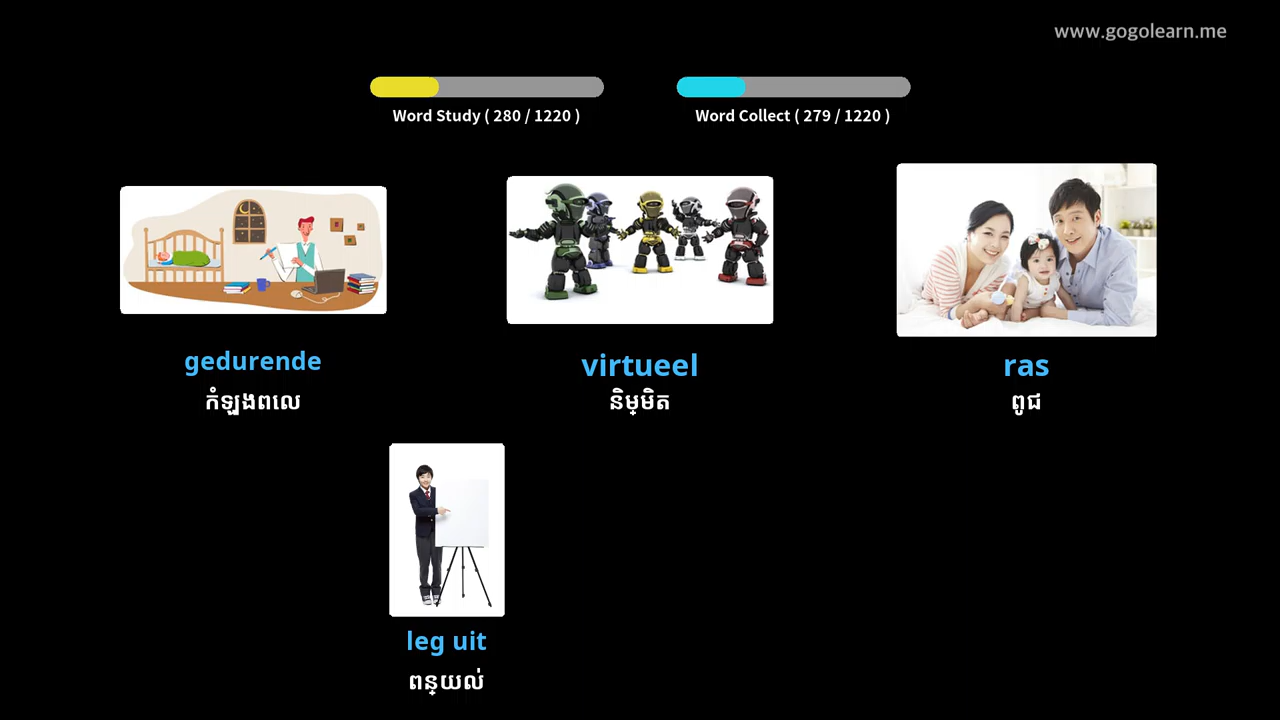 www.gogolearn.me
Word Study ( 280 / 1220 )
Word Collect ( 279 / 1220 )
gedurende
កំឡុងពេល
virtueel
និម្មិត
ras
ពូជ
leg uit
ពន្យល់